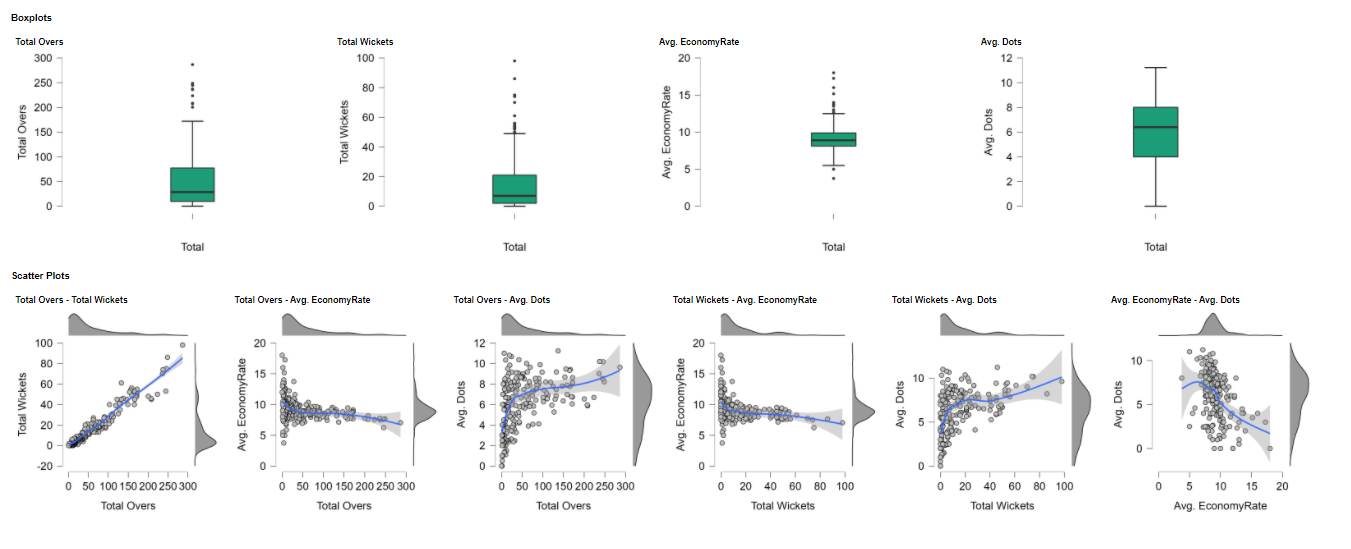 Boxplots
Total Overs
300
250
200
150
100
50
0
Total Overs
Total
Total Wickets
100
80
60
40
20
0
Total Wickets
Total
Avg. EconomyRate
20
15
10
5
0
Avg. EconomyRate
Total
Avg. Dots
12
10
8
6
4
2
0
Avg. Dots
Total
Scatter Plots
Total Overs - Total Wickets
100
80
60
40
20
0
-20
Total Wickets
0 50 100 150 200 250 300
Total Overs
Total Overs - Avg. EconomyRate
20
15
10
5
0
Avg. EconomyRate
0 50 100 150 200 250 300
Total Overs
Total Overs - Avg. Dots
12
10
8
6
4
2
0
Avg. Dots
0 50 100 150 200 250 300
Total Overs
Total Wickets - Avg. EconomyRate
20
15
10
5
0
Avg. EconomyRate
0 20 40 60 80 100
Total Wickets
Total Wickets - Avg. Dots
10
5
0
Avg. Dots
0 20 40 60 80 100
Total Wickets
Avg. EconomyRate - Avg. Dots
10
5
0
Avg. Dots
0 5 10 15 20
Avg. EconomyRate